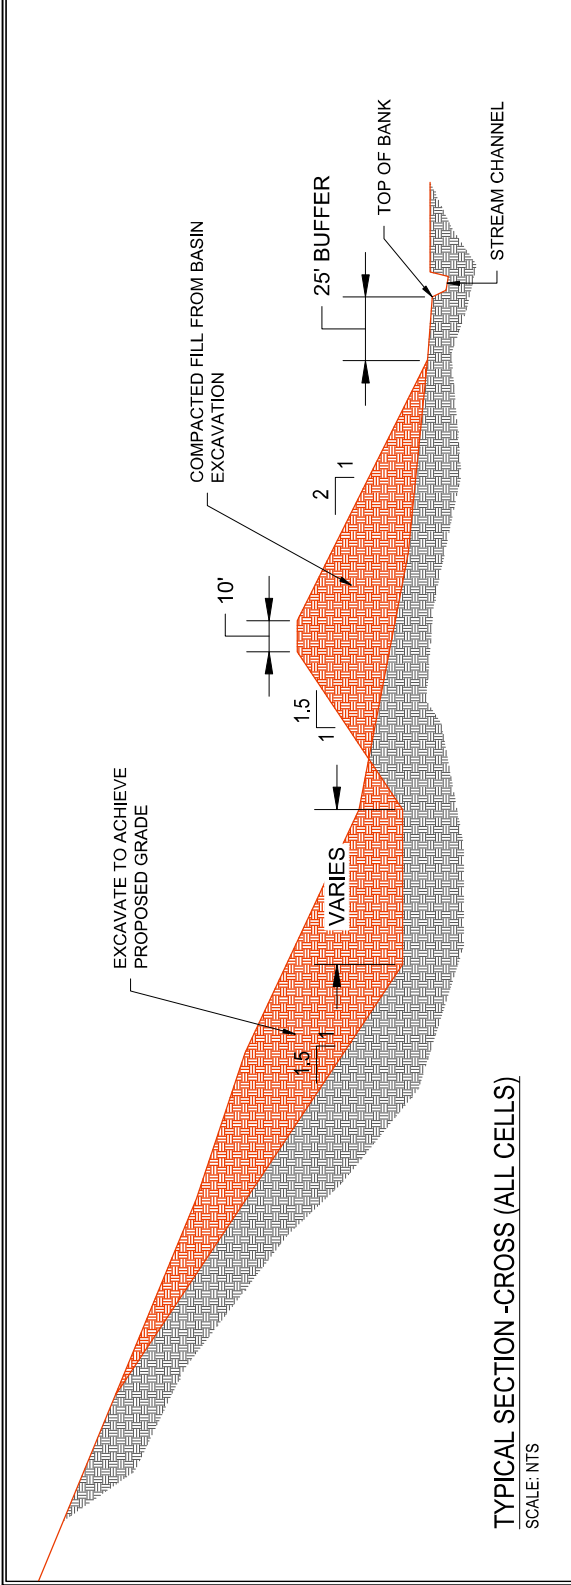 EXCAVATE TO ACHIEVE
PROPOSED GRADE
COMPACTED FILL FROM BASIN
EXCAVATION
10'
25' BUFFER
TOP OF BANK
STREAM CHANNEL
1.5
1
VARIES
1.5
1
2
1
TYPICAL SECTION -CROSS (ALL CELLS)
SCALE: NTS